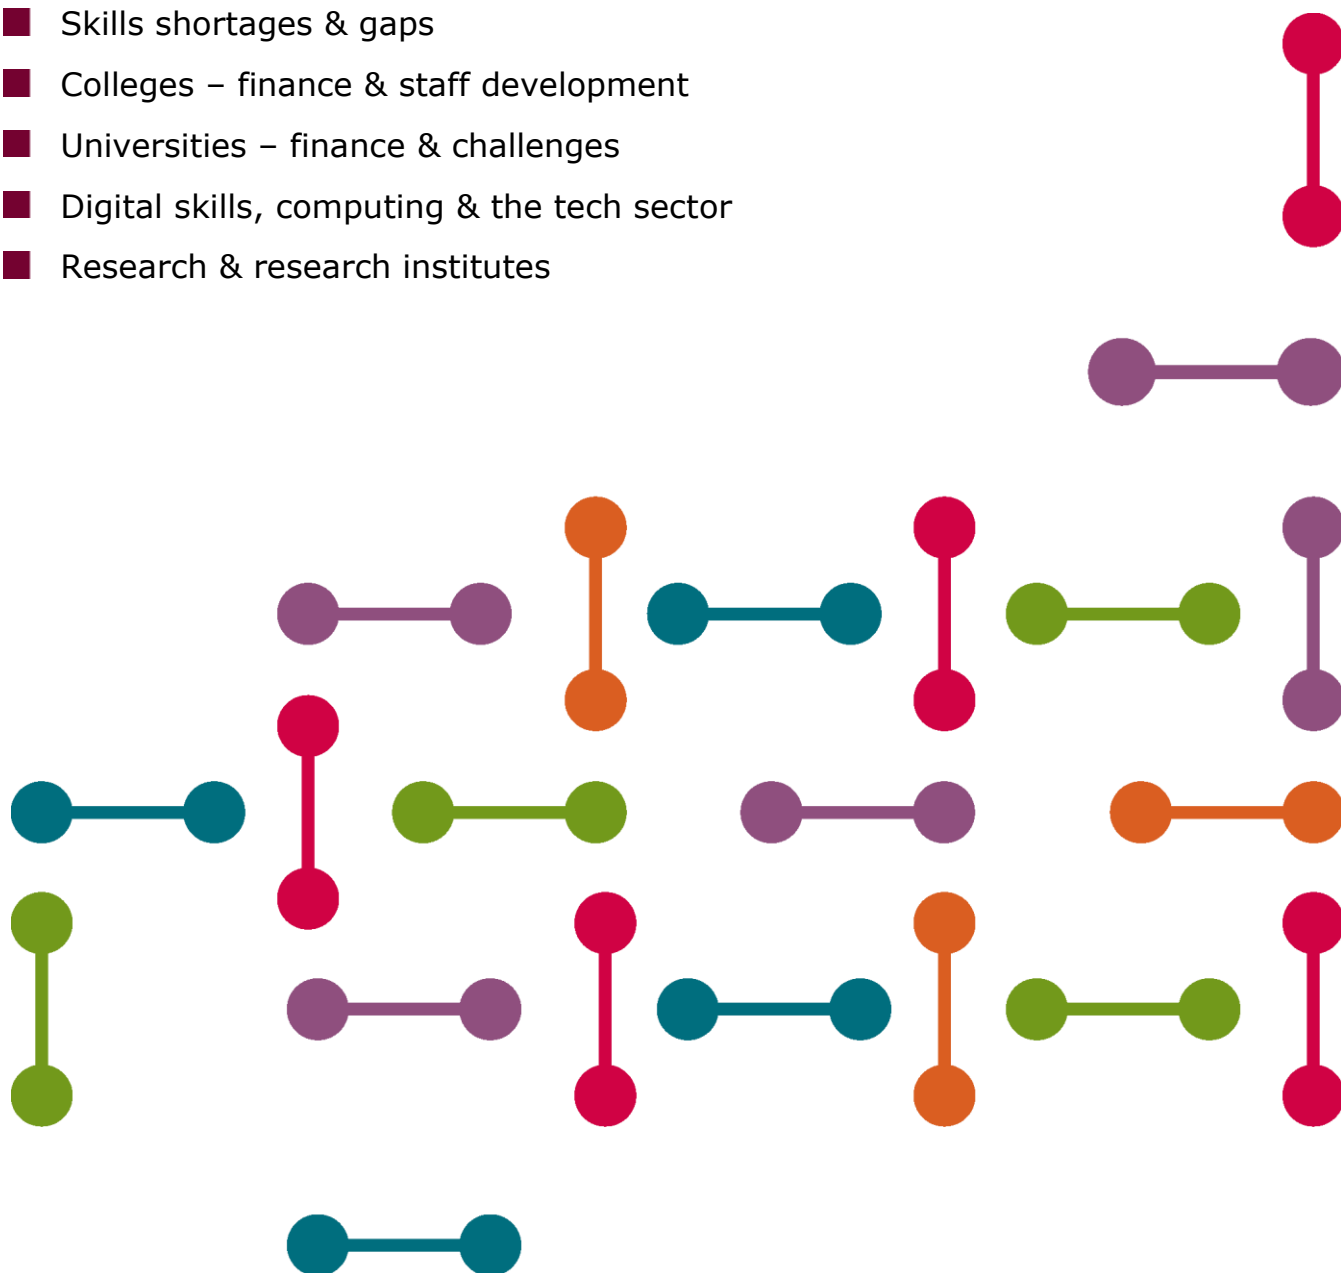 Skills shortages & gaps
Colleges – finance & staff development
Universities – finance & challenges
Digital skills, computing & the tech sector
Research & research institutes